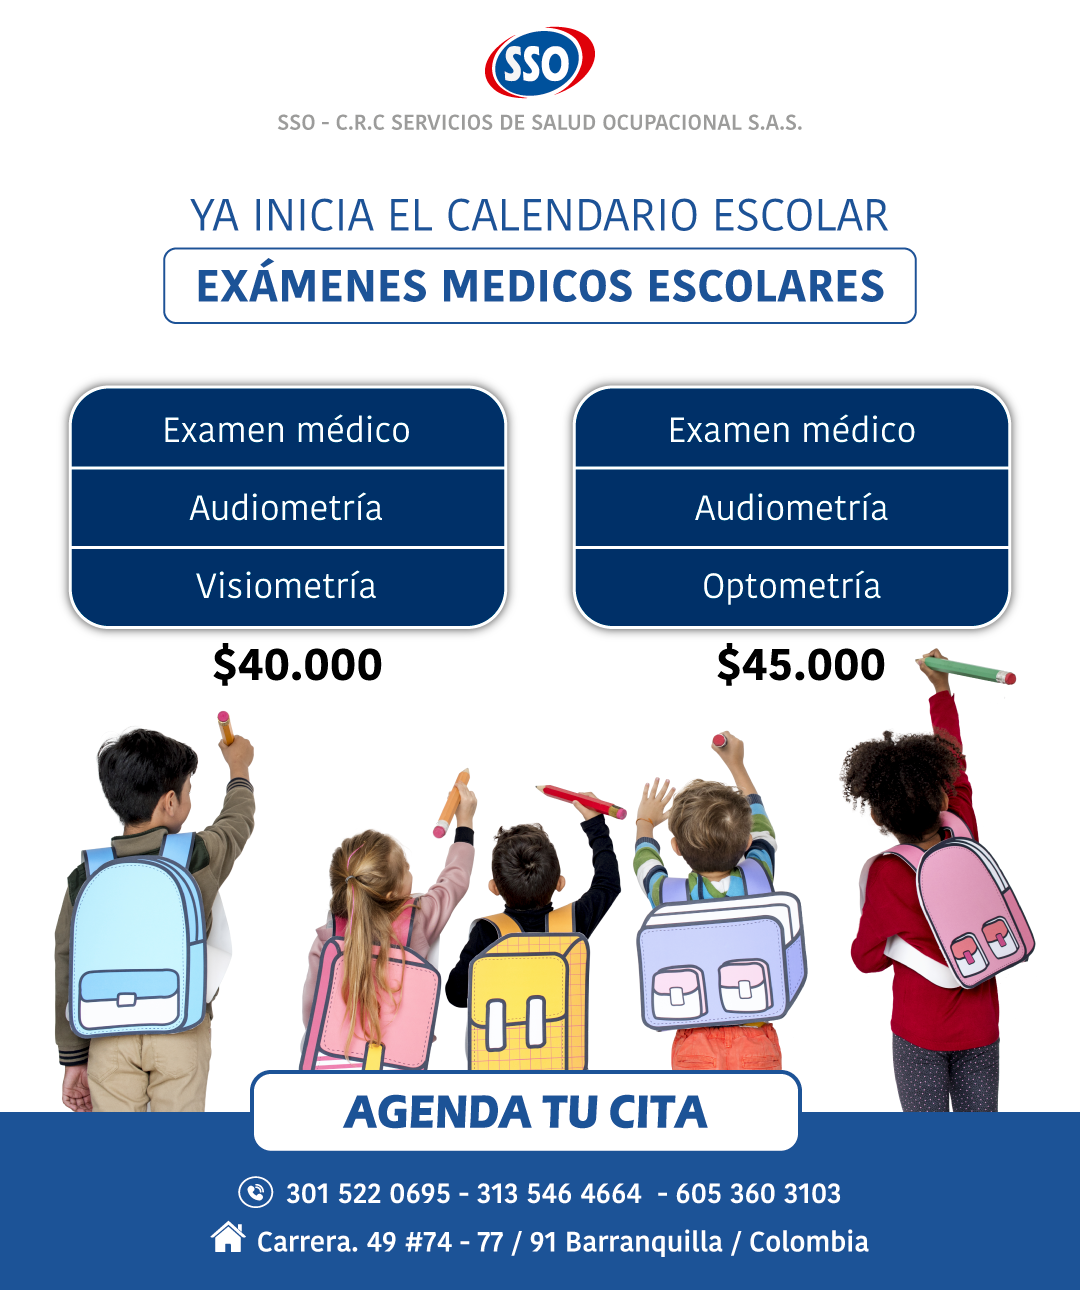 SSO
SSO - C.R.C SERVICIOS DE SALUD OCUPACIONAL S.A.S.
YA INICIA EL CALENDARIO ESCOLAR
EXÁMENES MEDICOS ESCOLARES
Examen médico
Audiometría
Visiometría
$40.000
Examen médico
Audiometría
Optometría
$45.000
AGENDA TU CITA
301 522 0695 - 313 546 4664 - 605 360 3103
Carrera. 49 #74 - 77 / 91 Barranquilla / Colombia